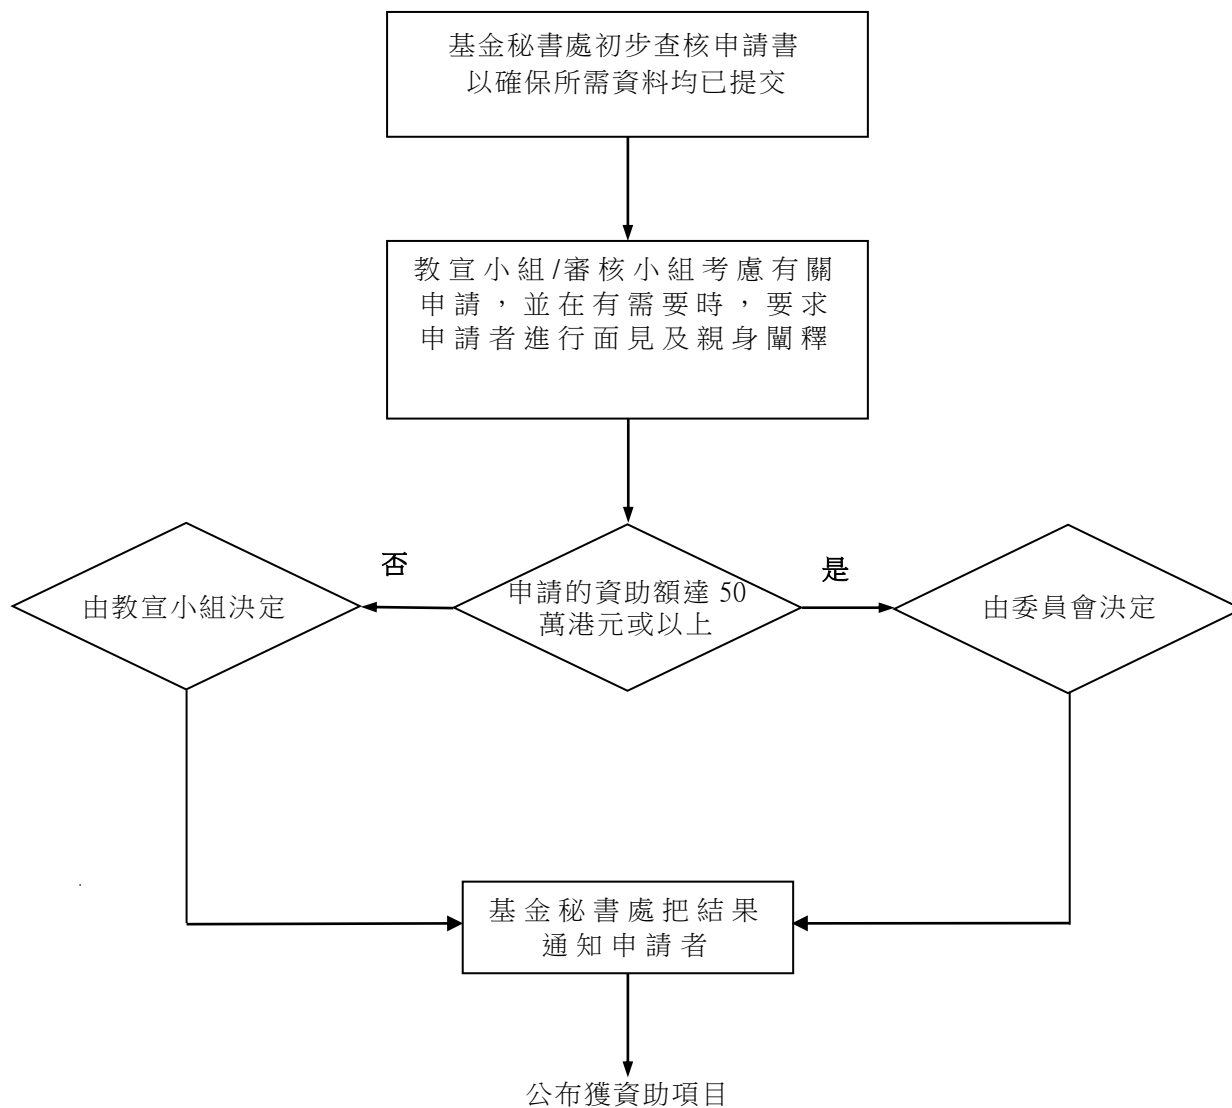 基金秘書處初步查核申請書
以確保所需資料均已提交
教宣小組/審核小組考慮有關
申請，並在有需要時，要求
申請者進行面見及親身闡釋
否
是
由教宣小組決定
申請的資助額達 50
萬港元或以上
由委員會決定
基金秘書處把結果
通知申請者
公布獲資助項目